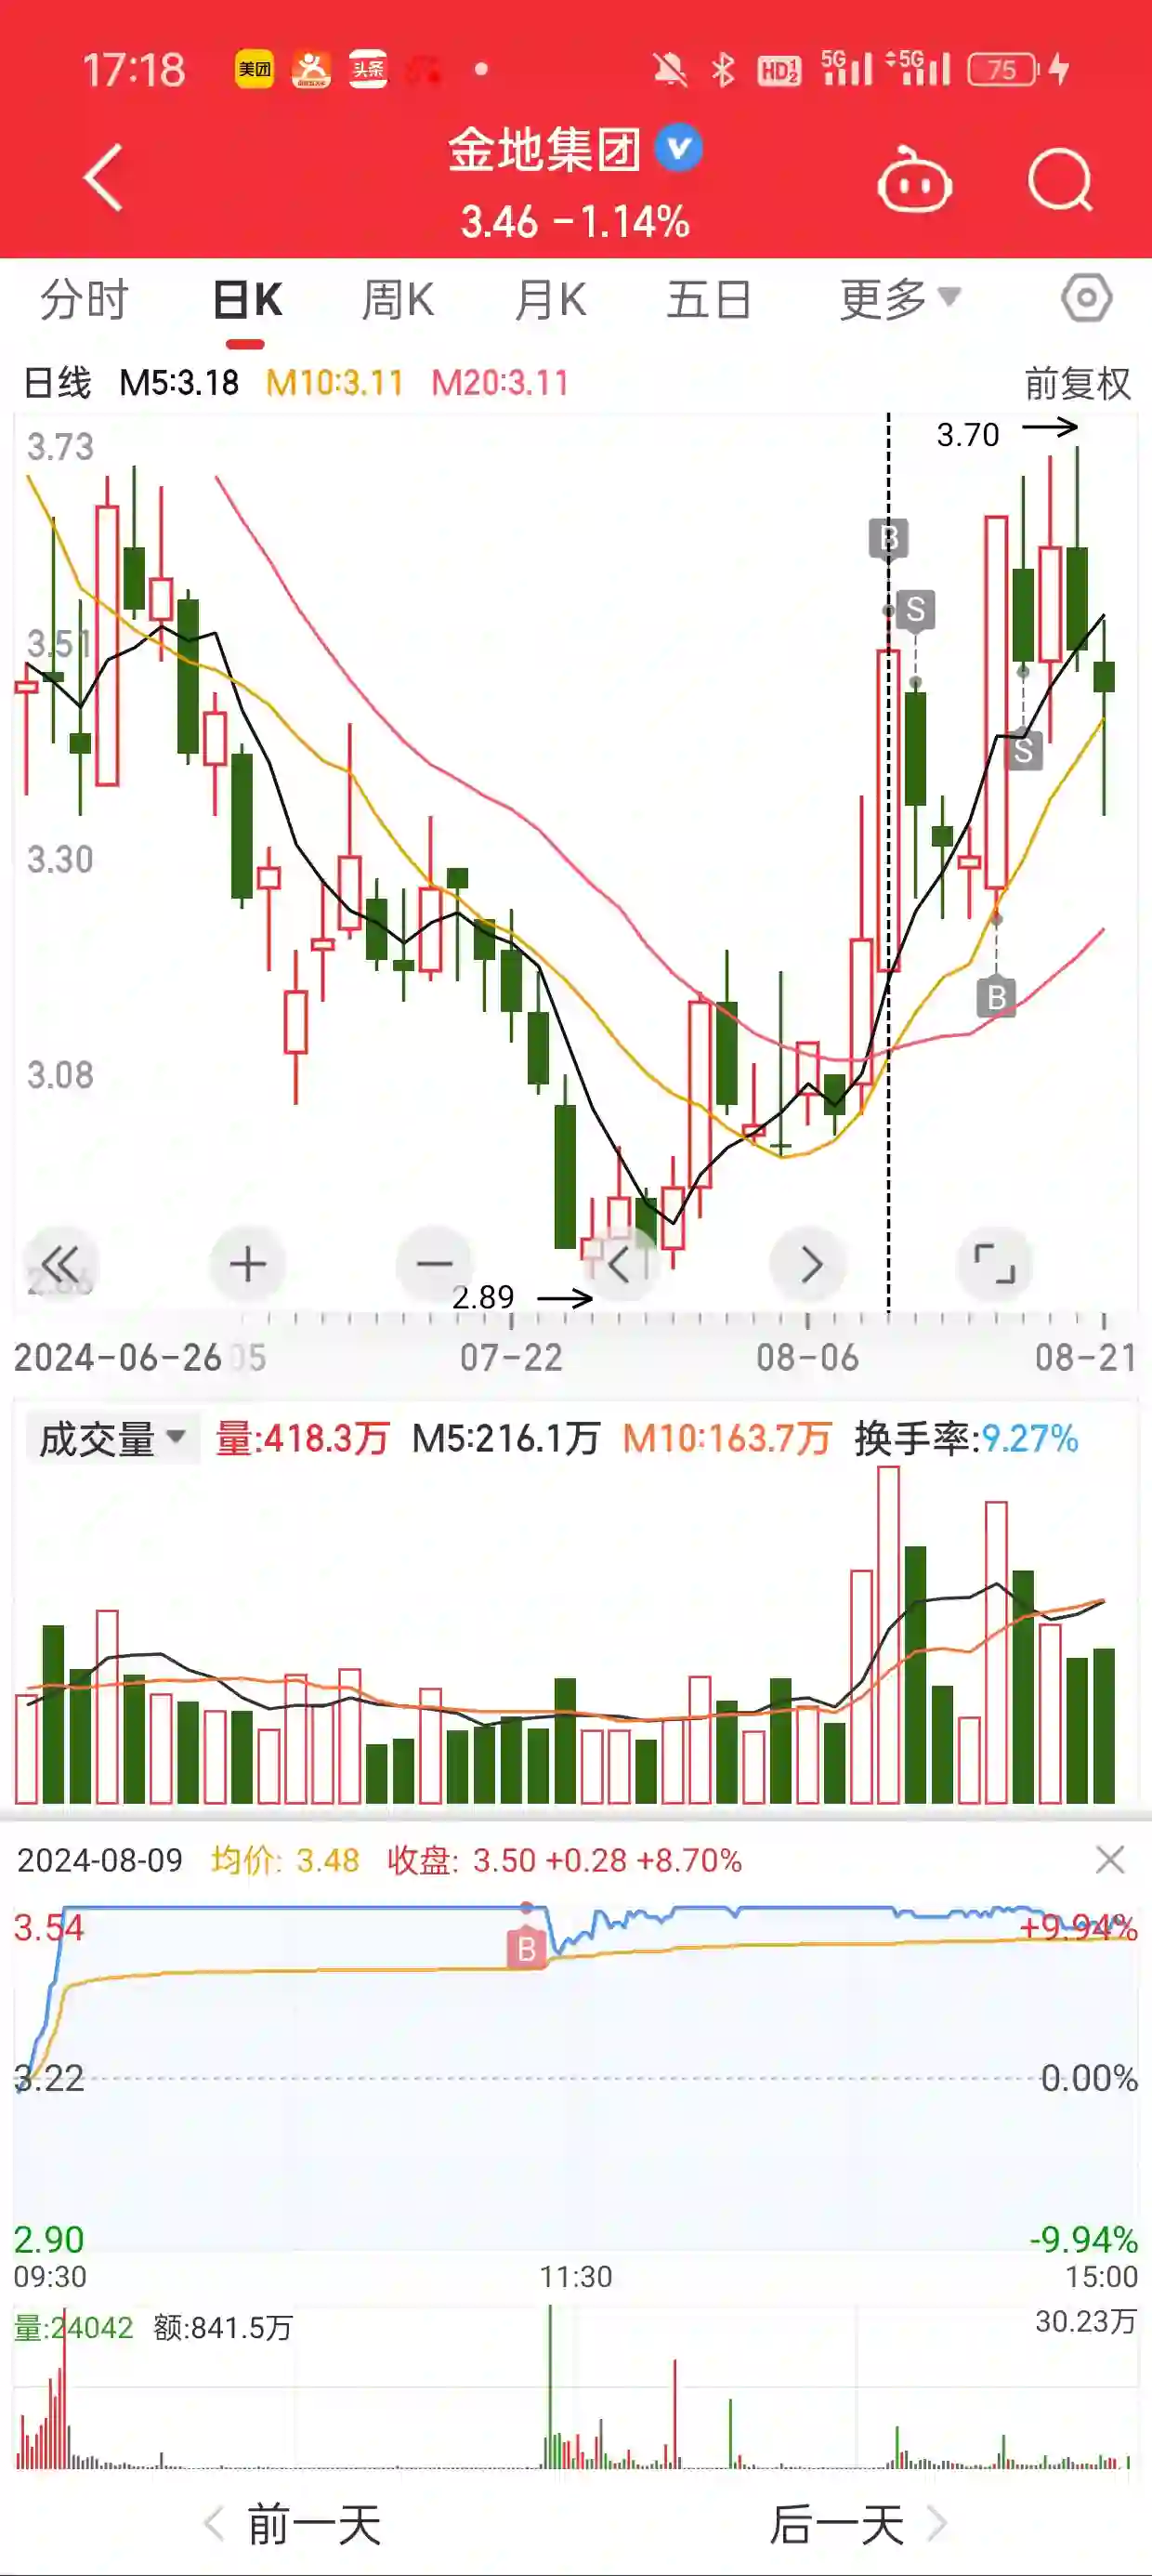 17:18 美团 头条 HD 1 2 5G 5G 75
金地集团
3.46 -1.14%
分时 日K 周K 月K 五日 更多
日线 M5:3.18 M10:3.11 M20:3.11 前复权
3.73
3.70
B
S
3.51
S
3.30
B
3.08
2.89
2024-06-26 05 07-22 08-06 08-21
成交量 量:418.3万 M5:216.1万 M10:163.7万 换手率:9.27%
2024-08-09 均价: 3.48 收盘: 3.50 +0.28 +8.70%
3.54 +9.94%
B
3.22 0.00%
2.90 -9.94%
09:30 11:30 15:00
量:24042 额:841.5万 30.23万
前一天 后一天